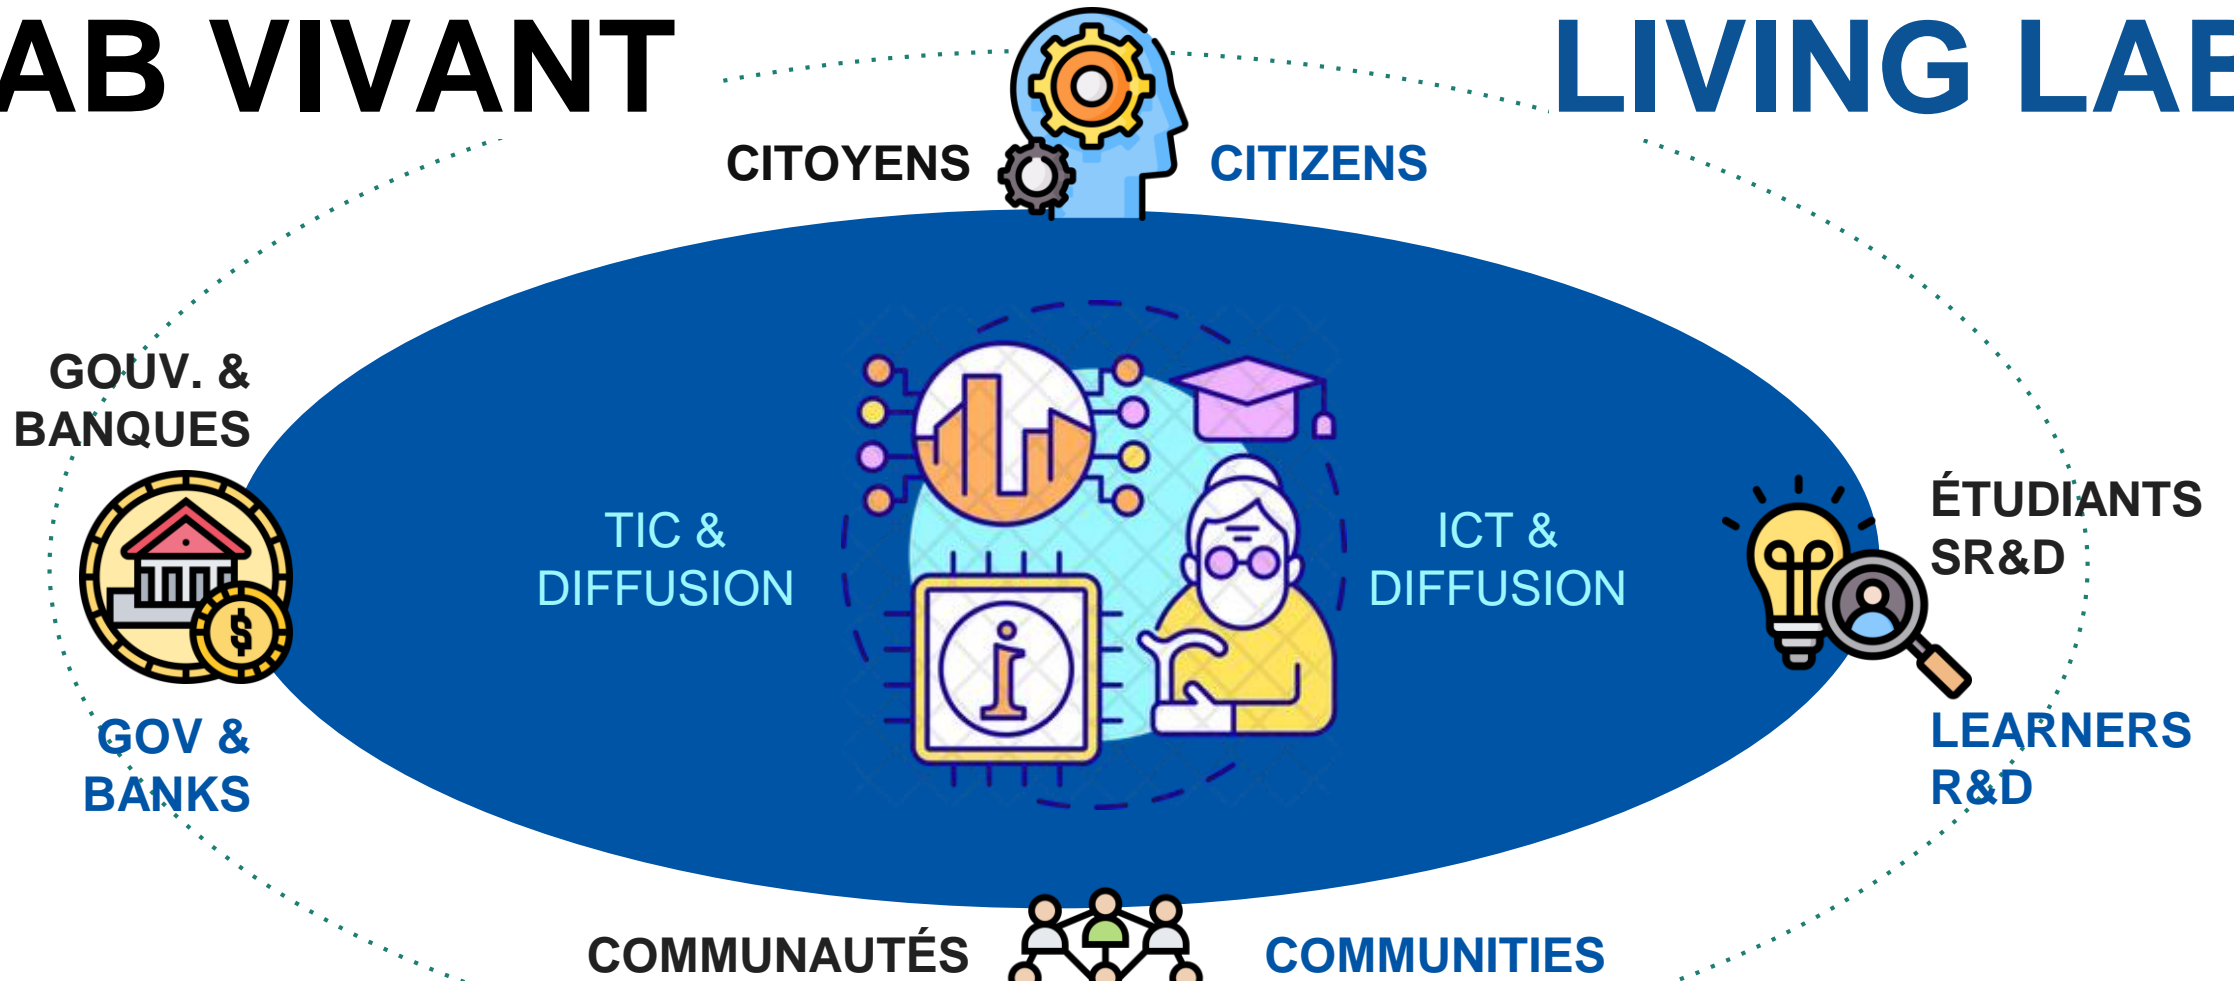 AB VIVANT
LIVING LAB
CITOYENS
CITIZENS
GOUV. &
BANQUES
GOV &
BANKS
TIC &
DIFFUSION
ICT &
DIFFUSION
ÉTUDIANTS
SR&D
LEARNERS
R&D
COMMUNAUTÉS
COMMUNITIES